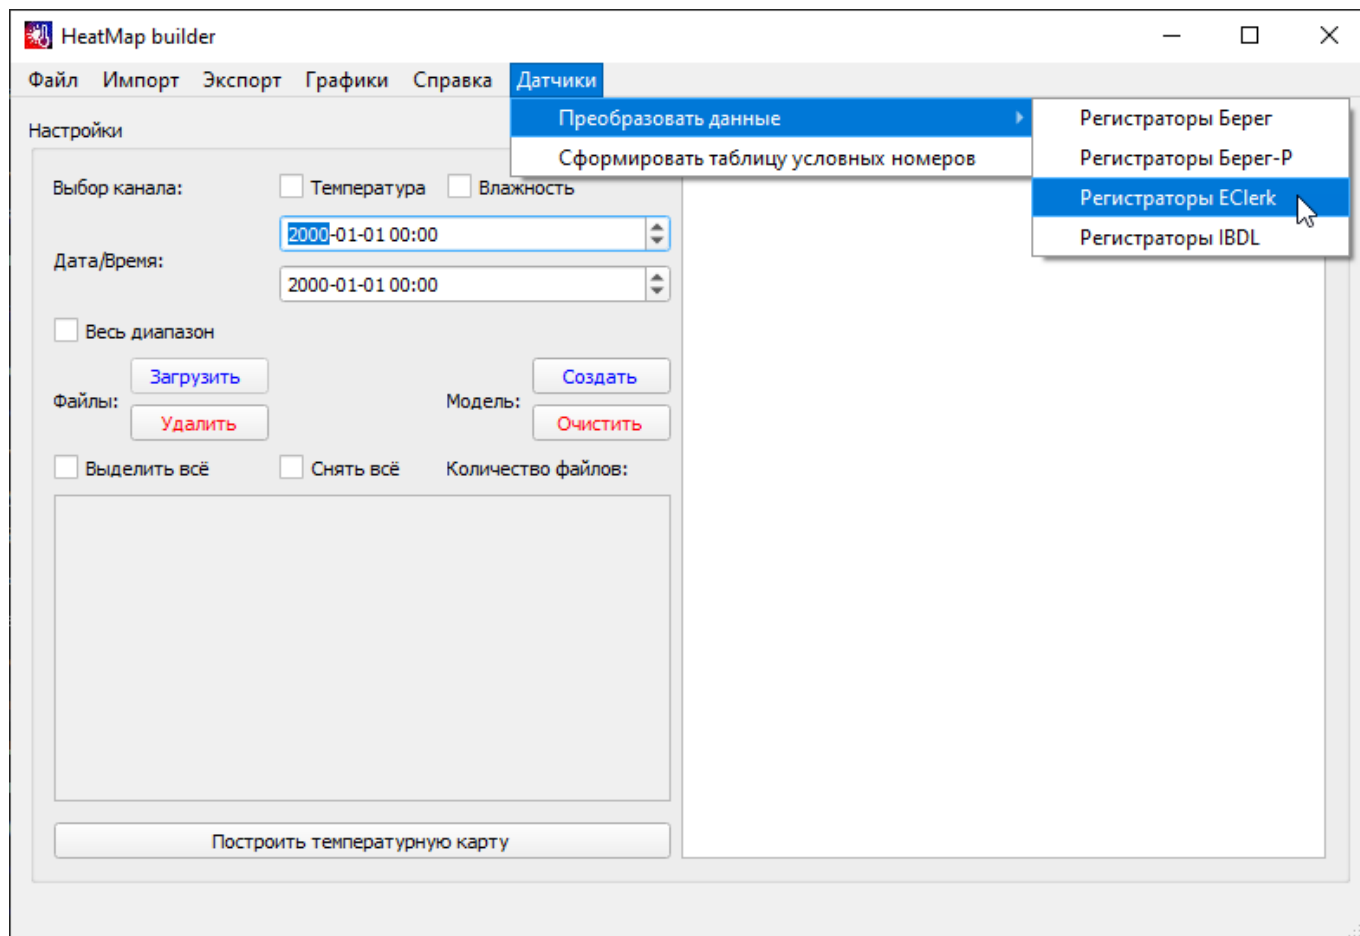 HeatMap builder
Файл Импорт Экспорт Графики Справка Датчики
Преобразовать данные
Сформировать таблицу условных номеров
Регистраторы Берег
Регистраторы Берег-Р
Регистраторы EClerk
Регистраторы IBDL
Настройки
Выбор канала: Температура Влажность
2000-01-01 00:00
Дата/Время:
2000-01-01 00:00
Весь диапазон
Загрузить Создать
Файлы: Модель:
Удалить Очистить
Выделить всё Снять всё Количество файлов:
Построить температурную карту